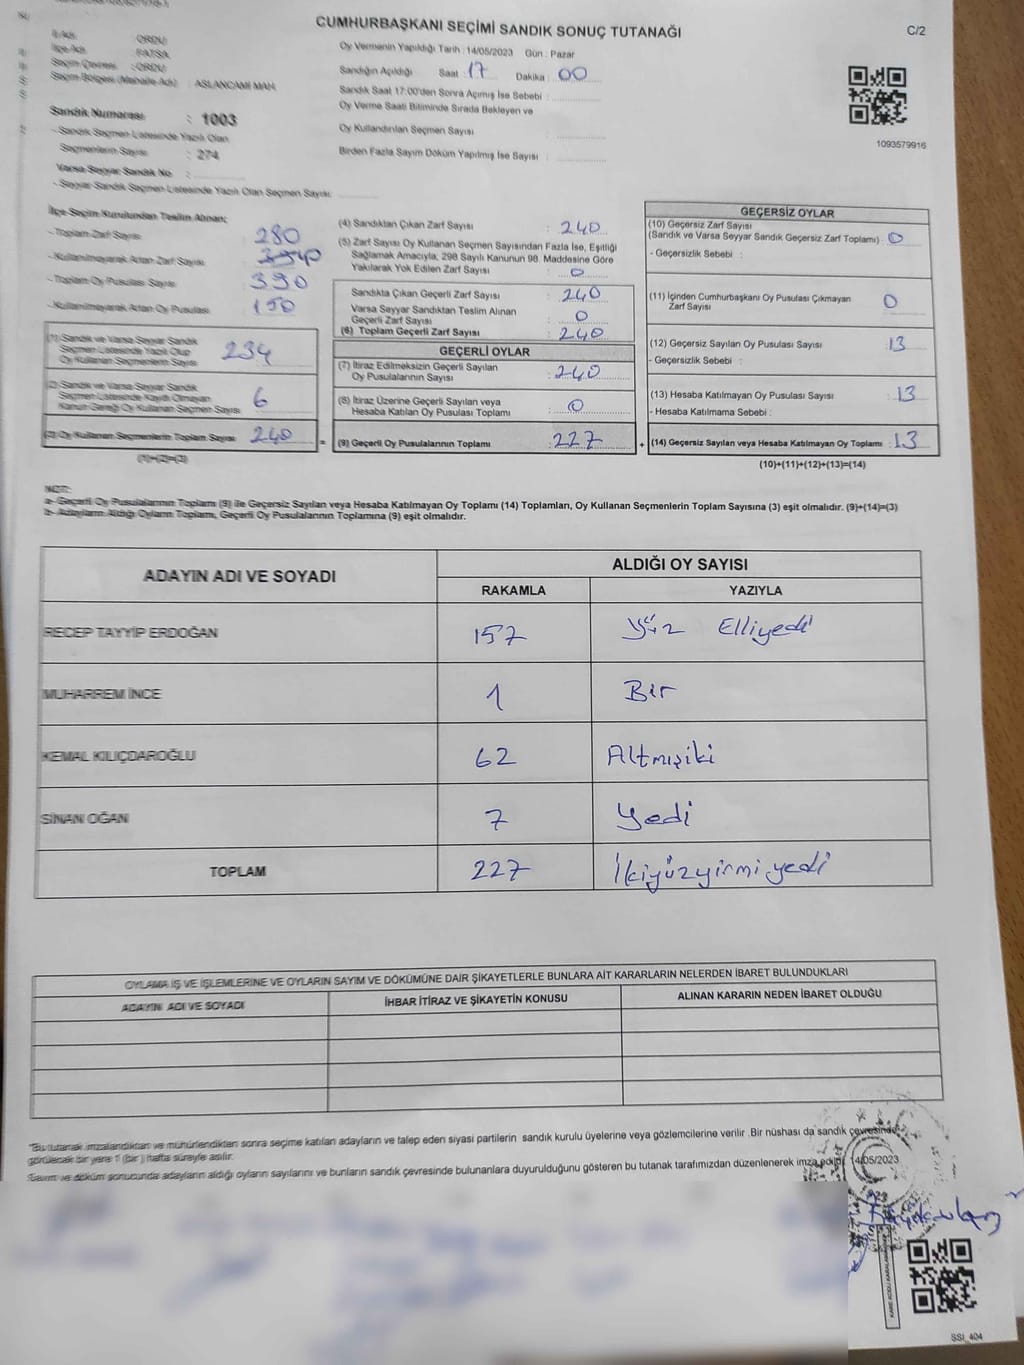 CUMHURBAŞKANI SEÇİMİ SANDIK SONUÇ TUTANAĞI
C/2
İli Adı : ORDU
İlçe Adı : FATSA
Seçim Çevresi : ORDU
Seçim Bölgesi (Mahalle Adı) : ASLANCAMİ MAH.
Oy Vermenin Yapıldığı Tarih : 14/05/2023 Gün : Pazar
Sandığın Açıldığı Saat : 17 Dakika : 00
Sandık Saat 17:00'den Sonra Açılmış İse Sebebi :
Oy Verme Saati Bitiminde Sırada Bekleyen ve
Oy Kullandırılan Seçmen Sayısı :
Birden Fazla Sayım Döküm Yapılmış İse Sayısı :
1093579916
Sandık Numarası : 1003
- Sandık Seçmen Listesinde Yazılı Olan
Seçmenlerin Sayısı : 274
Varsa Seyyar Sandık No :
- Seyyar Sandık Seçmen Listesinde Yazılı Olan Seçmen Sayısı:
İlçe Seçim Kurulundan Teslim Alınan;
- Toplam Zarf Sayısı 280
- Kullanılmayarak Artan Zarf Sayısı 40
- Toplam Oy Pusulası Sayısı 390
- Kullanılmayarak Artan Oy Pusulası 150
(1) Sandık ve Varsa Seyyar Sandık
Seçmen Listesinde Yazılı Olup
Oy Kullanan Seçmenlerin Sayısı 234
(2) Sandık ve Varsa Seyyar Sandık
Seçmen Listesinde Kayıtlı Olmayan
Kanun Gereği Oy Kullanan Seçmen Sayısı 6
(3) Oy Kullanan Seçmenlerin Toplam Sayısı 240 =
(1)+(2)=(3)
(4) Sandıktan Çıkan Zarf Sayısı : 240
(5) Zarf Sayısı Oy Kullanan Seçmen Sayısından Fazla İse, Eşitliği
Sağlamak Amacıyla; 298 Sayılı Kanunun 98. Maddesine Göre
Yakılarak Yok Edilen Zarf Sayısı : 0
Sandıkta Çıkan Geçerli Zarf Sayısı : 240
Varsa Seyyar Sandıktan Teslim Alınan
Geçerli Zarf Sayısı : 0
(6) Toplam Geçerli Zarf Sayısı : 240
GEÇERLİ OYLAR
(7) İtiraz Edilmeksizin Geçerli Sayılan
Oy Pusulalarının Sayısı : 240
(8) İtiraz Üzerine Geçerli Sayılan veya
Hesaba Katılan Oy Pusulası Toplamı : 0
(9) Geçerli Oy Pusulalarının Toplamı : 227 +
GEÇERSİZ OYLAR
(10) Geçersiz Zarf Sayısı
(Sandık ve Varsa Seyyar Sandık Geçersiz Zarf Toplamı) : 0
- Geçersizlik Sebebi :
(11) İçinden Cumhurbaşkanı Oy Pusulası Çıkmayan
Zarf Sayısı 0
(12) Geçersiz Sayılan Oy Pusulası Sayısı : 13
- Geçersizlik Sebebi :
(13) Hesaba Katılmayan Oy Pusulası Sayısı : 13
- Hesaba Katılmama Sebebi :
(14) Geçersiz Sayılan veya Hesaba Katılmayan Oy Toplamı : 13
(10)+(11)+(12)+(13)=(14)
NOT:
a- Geçerli Oy Pusulalarının Toplamı (9) ile Geçersiz Sayılan veya Hesaba Katılmayan Oy Toplamı (14) Toplamları, Oy Kullanan Seçmenlerin Toplam Sayısına (3) eşit olmalıdır. (9)+(14)=(3)
b- Adayların Aldığı Oyların Toplamı, Geçerli Oy Pusulalarının Toplamına (9) eşit olmalıdır.
ADAYIN ADI VE SOYADI
ALDIĞI OY SAYISI
RAKAMLA YAZIYLA
RECEP TAYYİP ERDOĞAN 157 Yüz Elliyedi
MUHARREM İNCE 1 Bir
KEMAL KILIÇDAROĞLU 62 Altmışiki
SİNAN OĞAN 7 Yedi
TOPLAM 227 İkiyüzyirmiyedi
OYLAMA İŞ VE İŞLEMLERİNE VE OYLARIN SAYIM VE DÖKÜMÜNE DAİR ŞİKAYETLERLE BUNLARA AİT KARARLARIN NELERDEN İBARET BULUNDUKLARI
ADAYIN ADI VE SOYADI İHBAR İTİRAZ VE ŞİKAYETİN KONUSU ALINAN KARARIN NEDEN İBARET OLDUĞU
*Bu tutanak imzalandıktan ve mühürlendikten sonra seçime katılan adayların ve talep eden siyasi partilerin sandık kurulu üyelerine veya gözlemcilerine verilir .Bir nüshası da sandık çevresinde
görülecek bir yere 1 (bir ) hafta süreyle asılır.
Sayım ve döküm sonucunda adayların aldığı oyların sayılarını ve bunların sandık çevresinde bulunanlara duyurulduğunu gösteren bu tutanak tarafımızdan düzenlenerek imza edildi. 14/05/2023
SSI_404